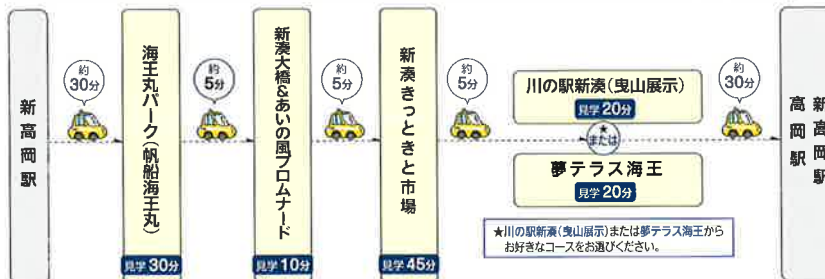 新高岡駅
約
30分
海王丸パーク(帆船海王丸)
見学30分
約
5分
新湊大橋&あいの風プロムナード
見学10分
約
5分
新湊きっときと市場
見学45分
約
5分
川の駅新湊(曳山展示)
見学20分
★
または
夢テラス海王
見学20分
★川の駅新湊(曳山展示)または夢テラス海王から
お好きなコースをお選びください。
約
30分
新高岡駅
高岡駅